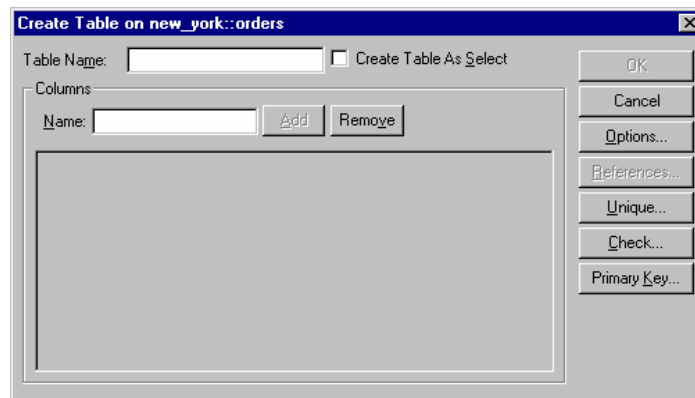 Create Table on new_york::orders
Table Name:
Create Table As Select
OK
Columns
Cancel
Name:
Add
Remove
Options...
References...
Unique...
Check...
Primary Key...